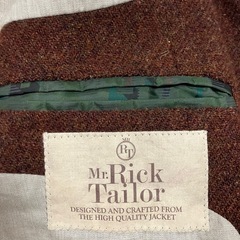 RT
Mr. Rick
Tailor
DESIGNED AND CRAFTED FROM
THE HIGH QUALITY JACKET